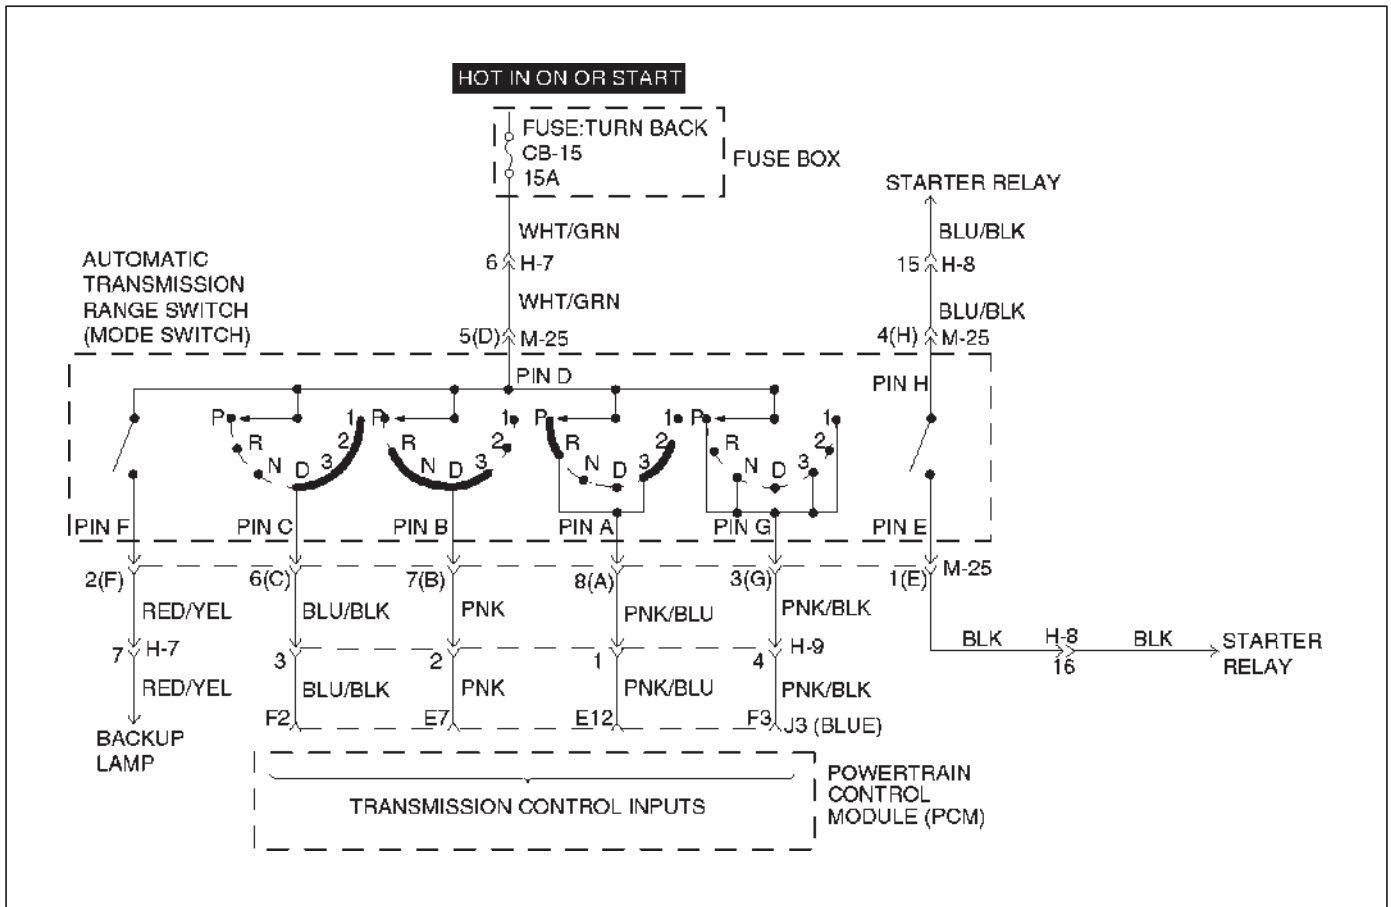 HOT IN ON OR START
FUSE:TURN BACK
CB-15
15A
FUSE BOX
STARTER RELAY
WHT/GRN
BLU/BLK
6 H-7
15 H-8
AUTOMATIC
TRANSMISSION
RANGE SWITCH
(MODE SWITCH)
WHT/GRN
BLU/BLK
5(D) M-25
4(H) M-25
PIN D
PIN H
P R N D 3 2 1
P R N D 3 2 1
P R N D 3 2 1
P R N D 3 2 1
PIN F
PIN C
PIN B
PIN A
PIN G
PIN E
2(F)
6(C)
7(B)
8(A)
3(G)
1(E)
M-25
RED/YEL
BLU/BLK
PNK
PNK/BLU
PNK/BLK
BLK
H-8
16
BLK
STARTER
RELAY
7 H-7
3
2
1
4
H-9
RED/YEL
BLU/BLK
PNK
PNK/BLU
PNK/BLK
F2
E7
E12
F3
J3 (BLUE)
BACKUP
LAMP
TRANSMISSION CONTROL INPUTS
POWERTRAIN
CONTROL
MODULE (PCM)